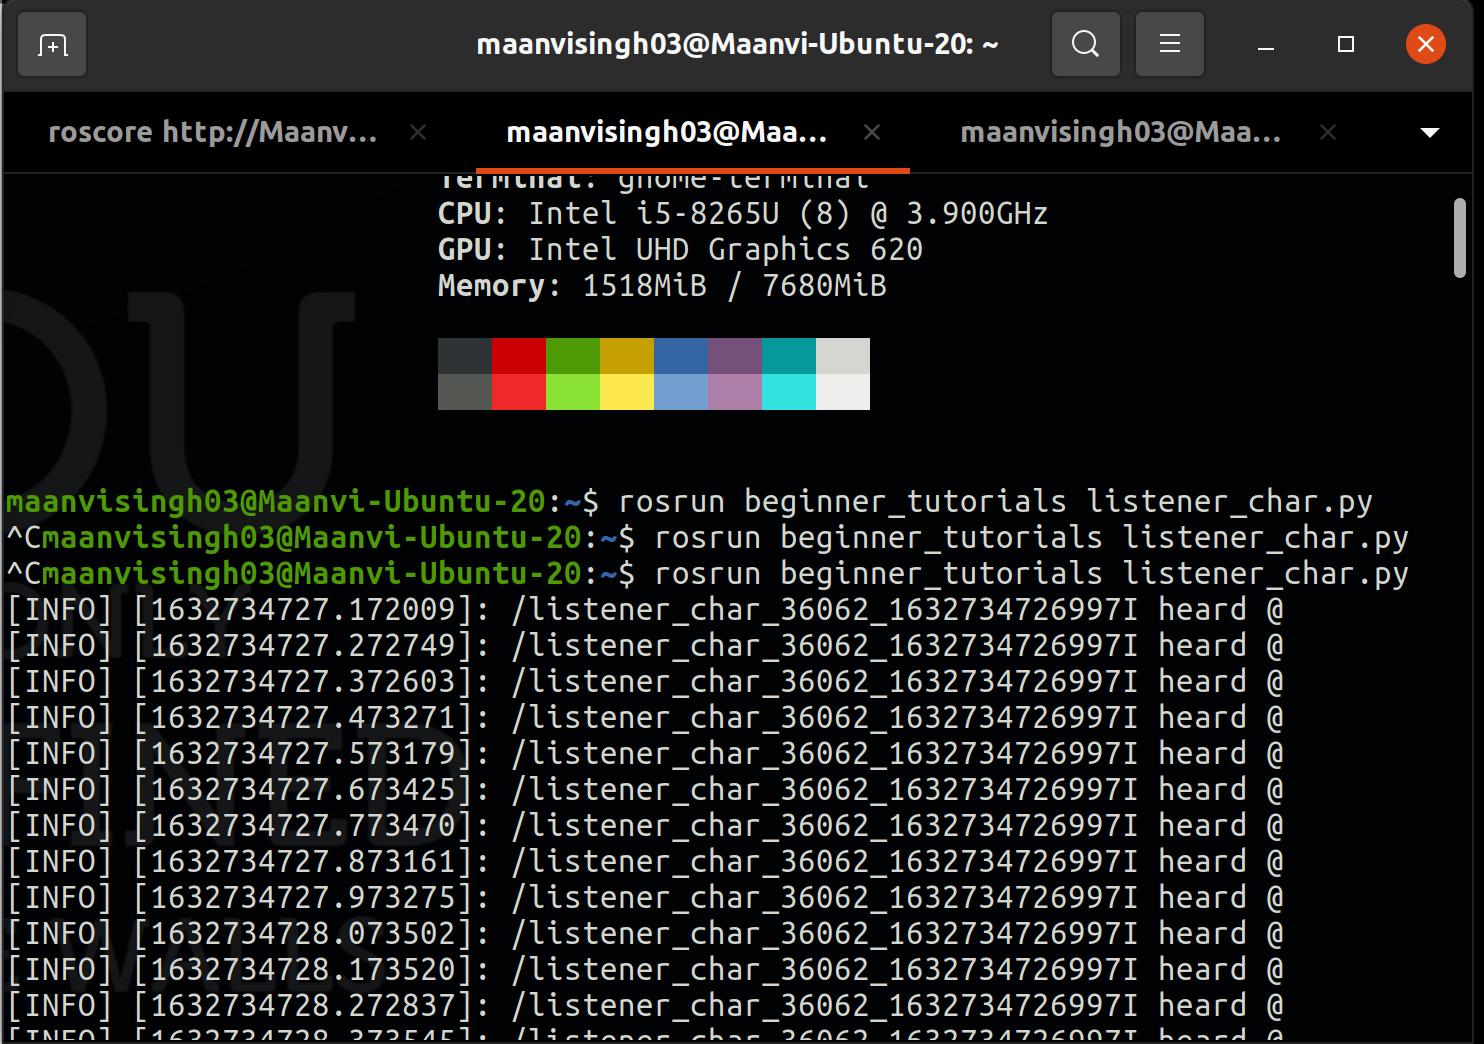 maanvisingh03@Maanvi-Ubuntu-20: ~
roscore http://Maanv... maanvisingh03@Maa... maanvisingh03@Maa...
Terminal: gnome-terminal
CPU: Intel i5-8265U (8) @ 3.900GHz
GPU: Intel UHD Graphics 620
Memory: 1518MiB / 7680MiB
maanvisingh03@Maanvi-Ubuntu-20:~$ rosrun beginner_tutorials listener_char.py
^Cmaanvisingh03@Maanvi-Ubuntu-20:~$ rosrun beginner_tutorials listener_char.py
^Cmaanvisingh03@Maanvi-Ubuntu-20:~$ rosrun beginner_tutorials listener_char.py
[INFO] [1632734727.172009]: /listener_char_36062_1632734726997I heard @
[INFO] [1632734727.272749]: /listener_char_36062_1632734726997I heard @
[INFO] [1632734727.372603]: /listener_char_36062_1632734726997I heard @
[INFO] [1632734727.473271]: /listener_char_36062_1632734726997I heard @
[INFO] [1632734727.573179]: /listener_char_36062_1632734726997I heard @
[INFO] [1632734727.673425]: /listener_char_36062_1632734726997I heard @
[INFO] [1632734727.773470]: /listener_char_36062_1632734726997I heard @
[INFO] [1632734727.873161]: /listener_char_36062_1632734726997I heard @
[INFO] [1632734727.973275]: /listener_char_36062_1632734726997I heard @
[INFO] [1632734728.073502]: /listener_char_36062_1632734726997I heard @
[INFO] [1632734728.173520]: /listener_char_36062_1632734726997I heard @
[INFO] [1632734728.272837]: /listener_char_36062_1632734726997I heard @
[INFO] [1632734728.373545]: /listener_char_36062_1632734726997I heard @